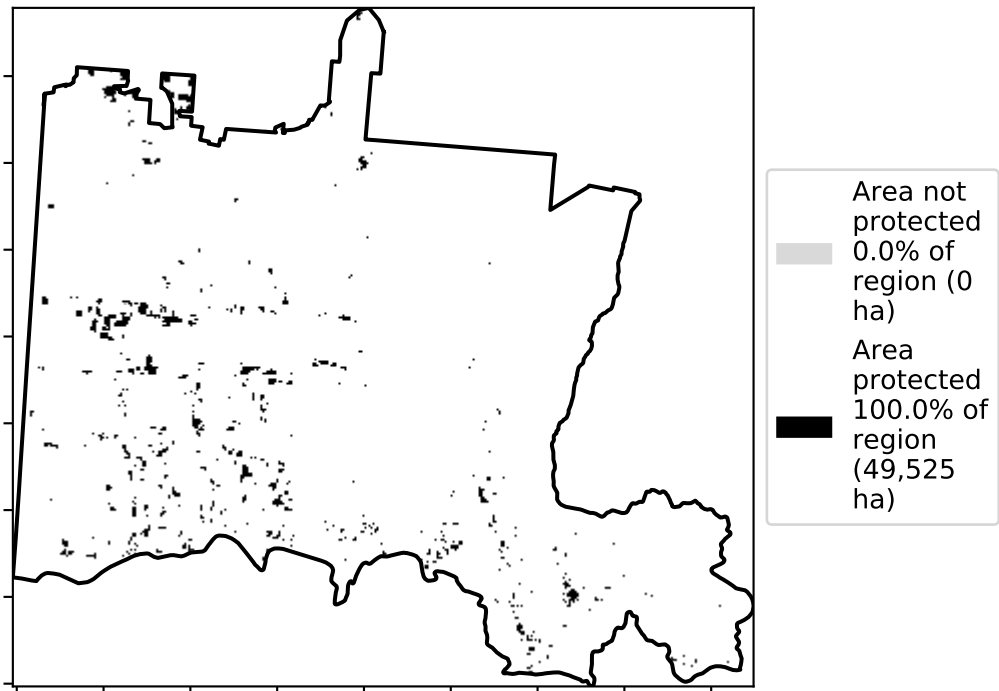 Area not
protected
0.0% of
region (0
ha)
Area
protected
100.0% of
region
(49,525
ha)